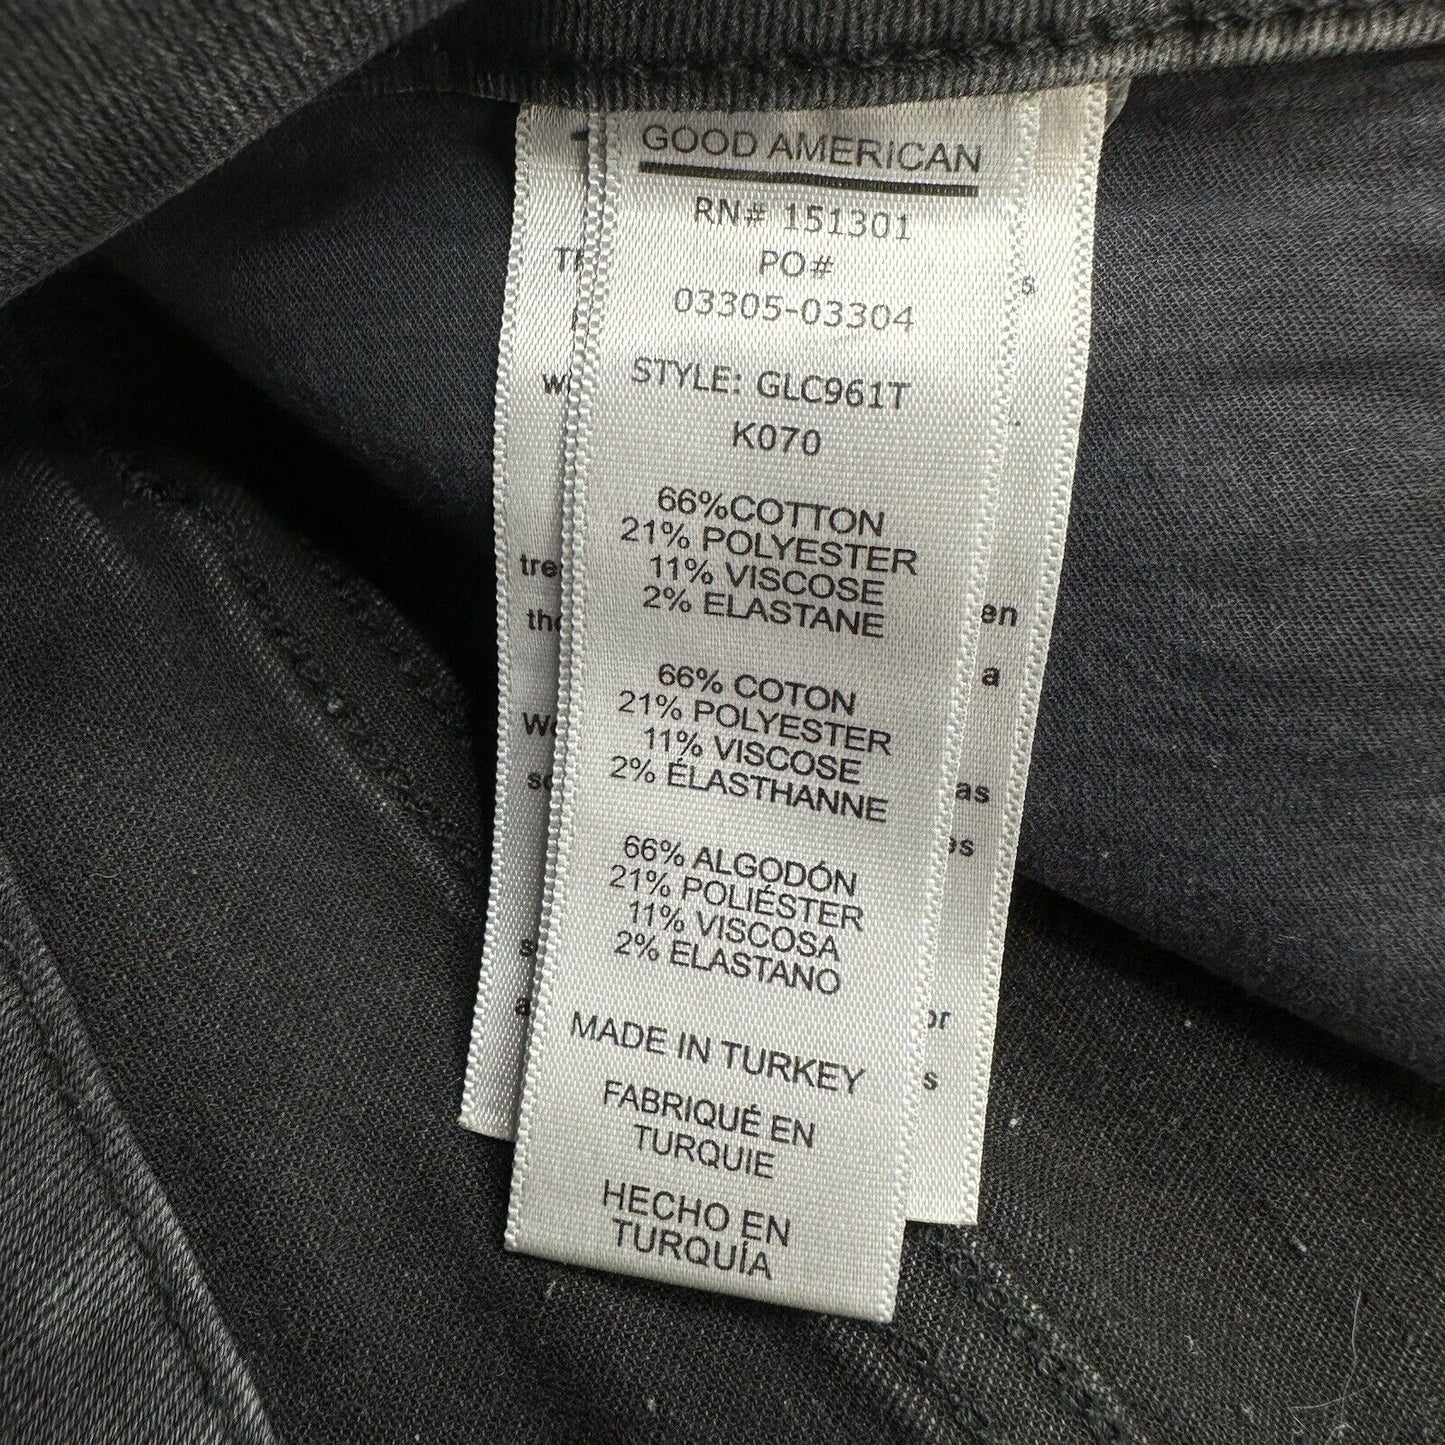 GOOD AMERICAN
RN# 151301
PO#
03305-03304
STYLE: GLC961T
K070
66%COTTON
21% POLYESTER
11% VISCOSE
2% ELASTANE
66% COTON
21% POLYESTER
11% VISCOSE
2% ÉLASTHANNE
66% ALGODÓN
21% POLIÉSTER
11% VISCOSA
2% ELASTANO
MADE IN TURKEY
FABRIQUÉ EN
TURQUIE
HECHO EN
TURQUÍA